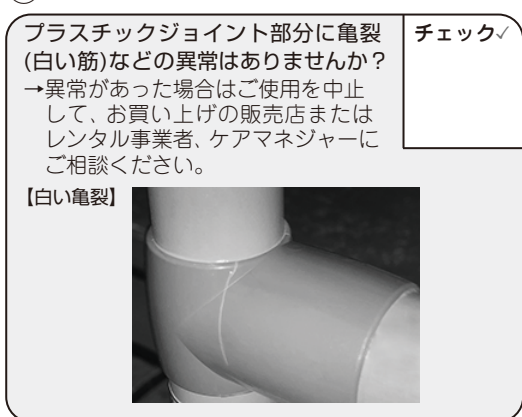 プラスチックジョイント部分に亀裂
(白い筋)などの異常はありませんか？
→異常があった場合はご使用を中止
して、お買い上げの販売店または
レンタル事業者、ケアマネジャーに
ご相談ください。
チェック✓
【白い亀裂】